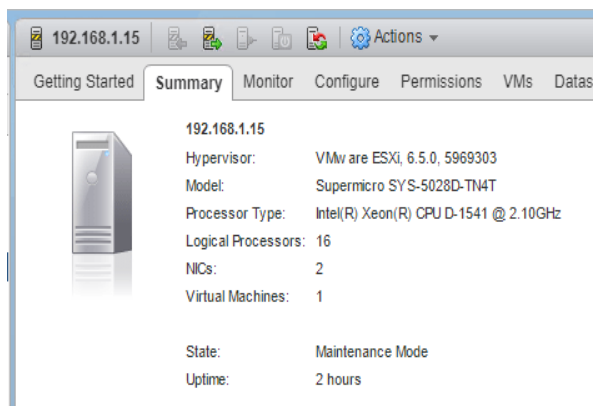 192.168.1.15 Actions
Getting Started Summary Monitor Configure Permissions VMs Datas
192.168.1.15
Hypervisor: VMware ESXi, 6.5.0, 5969303
Model: Supermicro SYS-5028D-TN4T
Processor Type: Intel(R) Xeon(R) CPU D-1541 @ 2.10GHz
Logical Processors: 16
NICs: 2
Virtual Machines: 1
State: Maintenance Mode
Uptime: 2 hours